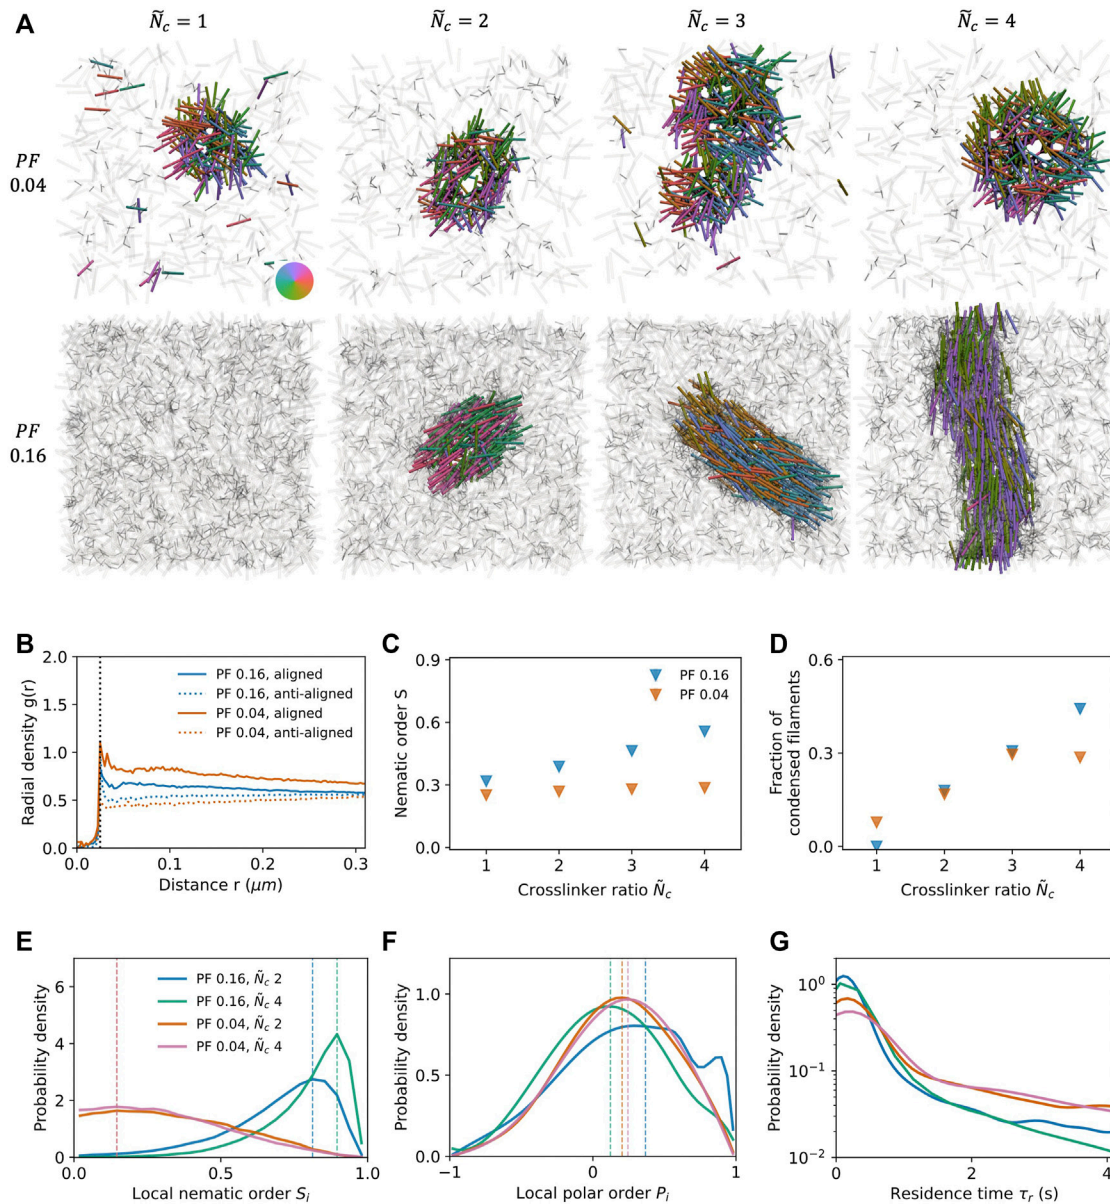 A
$\tilde{N}_c = 1$ $\tilde{N}_c = 2$ $\tilde{N}_c = 3$ $\tilde{N}_c = 4$
PF
0.04
PF
0.16
B
2.0
1.5
1.0
0.5
0.0
Radial density g(r)
PF 0.16, aligned
PF 0.16, anti-aligned
PF 0.04, aligned
PF 0.04, anti-aligned
0.0 0.1 0.2 0.3
Distance r (μm)
C
0.9
0.6
0.3
0.0
Nematic order S
PF 0.16
PF 0.04
1 2 3 4
Crosslinker ratio Ñc
D
0.6
0.3
0.0
Fraction of
condensed filaments
1 2 3 4
Crosslinker ratio Ñc
E
6
4
2
0
Probability density
PF 0.16, Ñc 2
PF 0.16, Ñc 4
PF 0.04, Ñc 2
PF 0.04, Ñc 4
0.0 0.5 1.0
Local nematic order Si
F
1.0
0.5
0.0
Probability density
−1 0 1
Local polar order Pi
G
10⁰
10⁻¹
10⁻²
Probability density
0 2 4
Residence time τr (s)